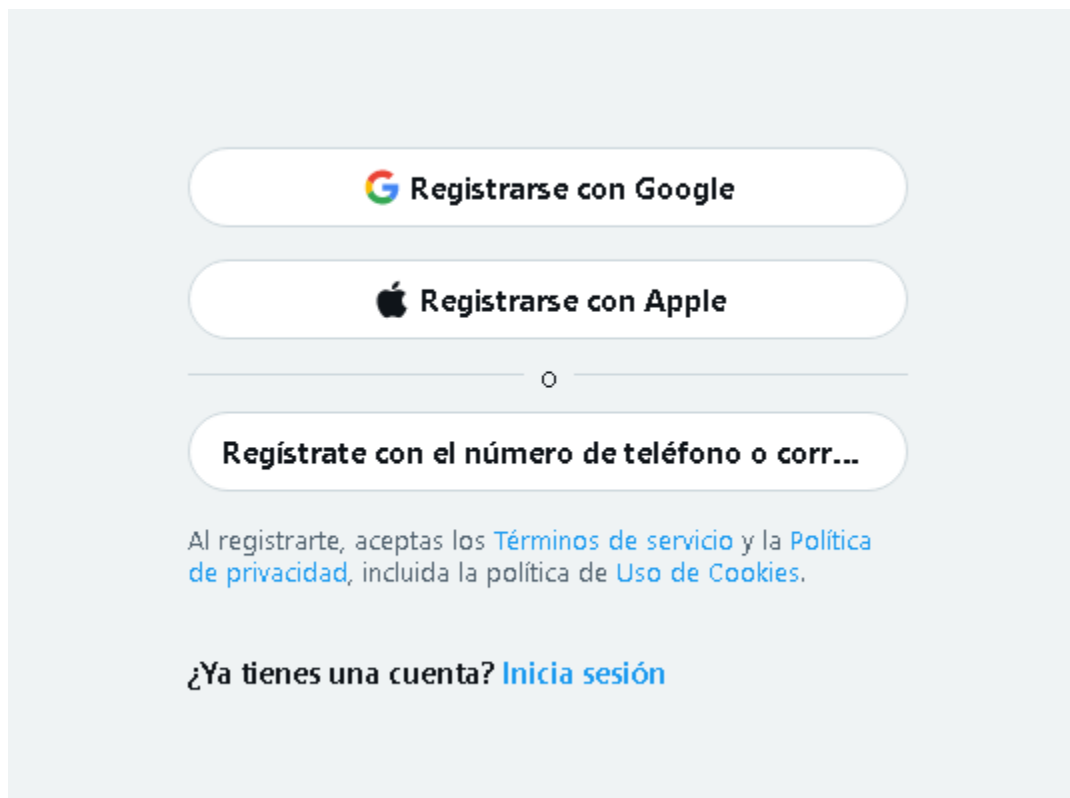 Registrarse con Google
Registrarse con Apple
o
Regístrate con el número de teléfono o corr...
Al registrarte, aceptas los Términos de servicio y la Política
de privacidad, incluida la política de Uso de Cookies.
¿Ya tienes una cuenta? Inicia sesión